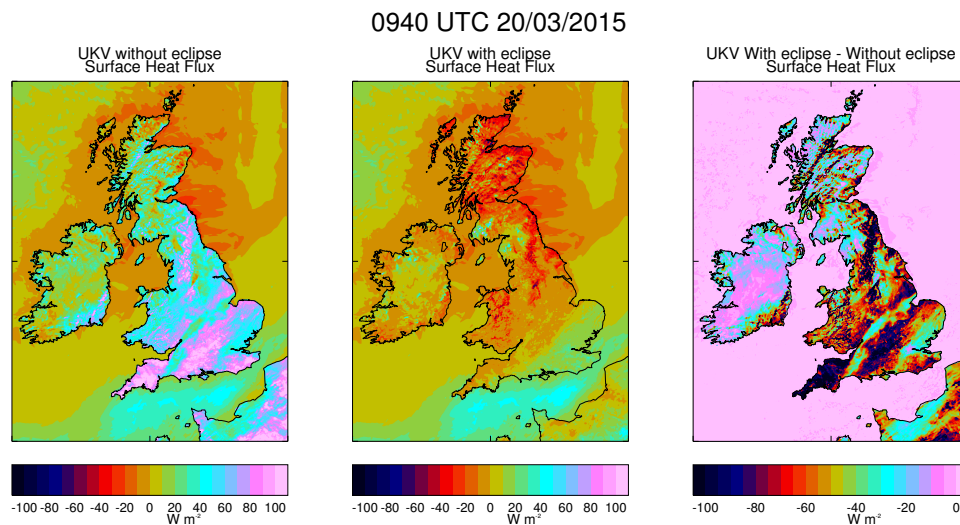 0940 UTC 20/03/2015
UKV without eclipse
Surface Heat Flux
UKV with eclipse
Surface Heat Flux
UKV With eclipse - Without eclipse
Surface Heat Flux
-100 -80 -60 -40 -20 0 20 40 60 80 100
W m-2
-100 -80 -60 -40 -20 0 20 40 60 80 100
W m-2
-100 -80 -60 -40 -20 0
W m-2